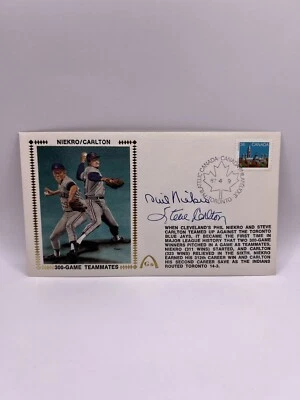 NIEKRO/CARLTON
300-GAME TEAMMATES
CANADA
Phil Niekro
Steve Carlton
WHEN CLEVELAND'S PHIL NIEKRO AND STEVE
CARLTON TEAMED UP AGAINST THE TORONTO
BLUE JAYS, IT BECAME THE FIRST TIME IN
MAJOR LEAGUE HISTORY THAT TWO 300-GAME
WINNERS PITCHED IN A GAME AS TEAMMATES.
NIEKRO (311 WINS) STARTED, AND CARLTON
(323 WINS) RELIEVED IN THE SIXTH. NIEKRO
EARNED HIS 312th CAREER WIN AND CARLTON
HIS SECOND CAREER SAVE AS THE INDIANS
ROUTED TORONTO 14-3.